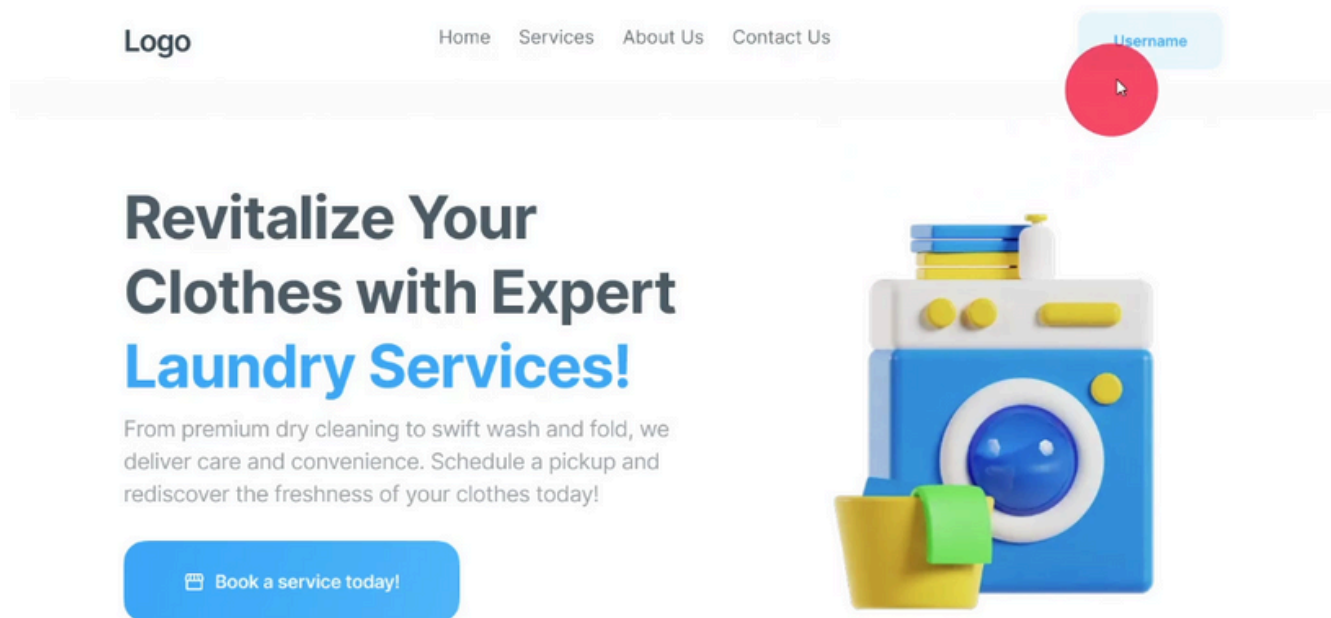 Logo
Home Services About Us Contact Us
Username
Revitalize Your
Clothes with Expert
Laundry Services!
From premium dry cleaning to swift wash and fold, we
deliver care and convenience. Schedule a pickup and
rediscover the freshness of your clothes today!
Book a service today!